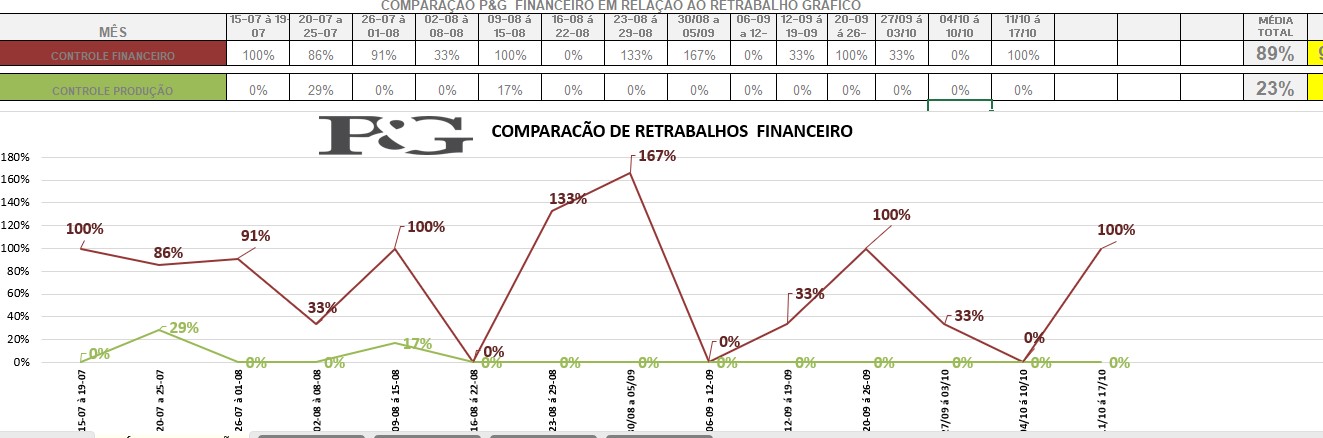 COMPARAÇÃO P&G FINANCEIRO EM RELAÇÃO AO RETRABALHO GRAFICO
MÊS 15-07 à 19-07 20-07 a 25-07 26-07 à 01-08 02-08 à 08-08 09-08 á 15-08 16-08 á 22-08 23-08 á 29-08 30/08 a 05/09 06-09 a 12- 12-09 á 19-09 20-09 á 26- 27/09 á 03/10 04/10 á 10/10 11/10 á 17/10 MÉDIA TOTAL
CONTROLE FINANCEIRO 100% 86% 91% 33% 100% 0% 133% 167% 0% 33% 100% 33% 0% 100% 89%
CONTROLE PRODUÇÃO 0% 29% 0% 0% 17% 0% 0% 0% 0% 0% 0% 0% 0% 0% 23%
P&G COMPARACÃO DE RETRABALHOS FINANCEIRO
180%
160%
140%
120%
100%
80%
60%
40%
20%
0%
100% 86% 91% 33% 100% 0% 133% 167% 0% 33% 100% 33% 0% 100%
0% 29% 0% 0% 17% 0% 0% 0% 0% 0% 0% 0% 0% 0%
15-07 à 19-07
20-07 a 25-07
26-07 à 01-08
02-08 à 08-08
09-08 á 15-08
16-08 á 22-08
23-08 á 29-08
30/08 a 05/09
06-09 a 12-09
12-09 á 19-09
20-09 á 26-09
27/09 á 03/10
04/10 á 10/10
11/10 á 17/10